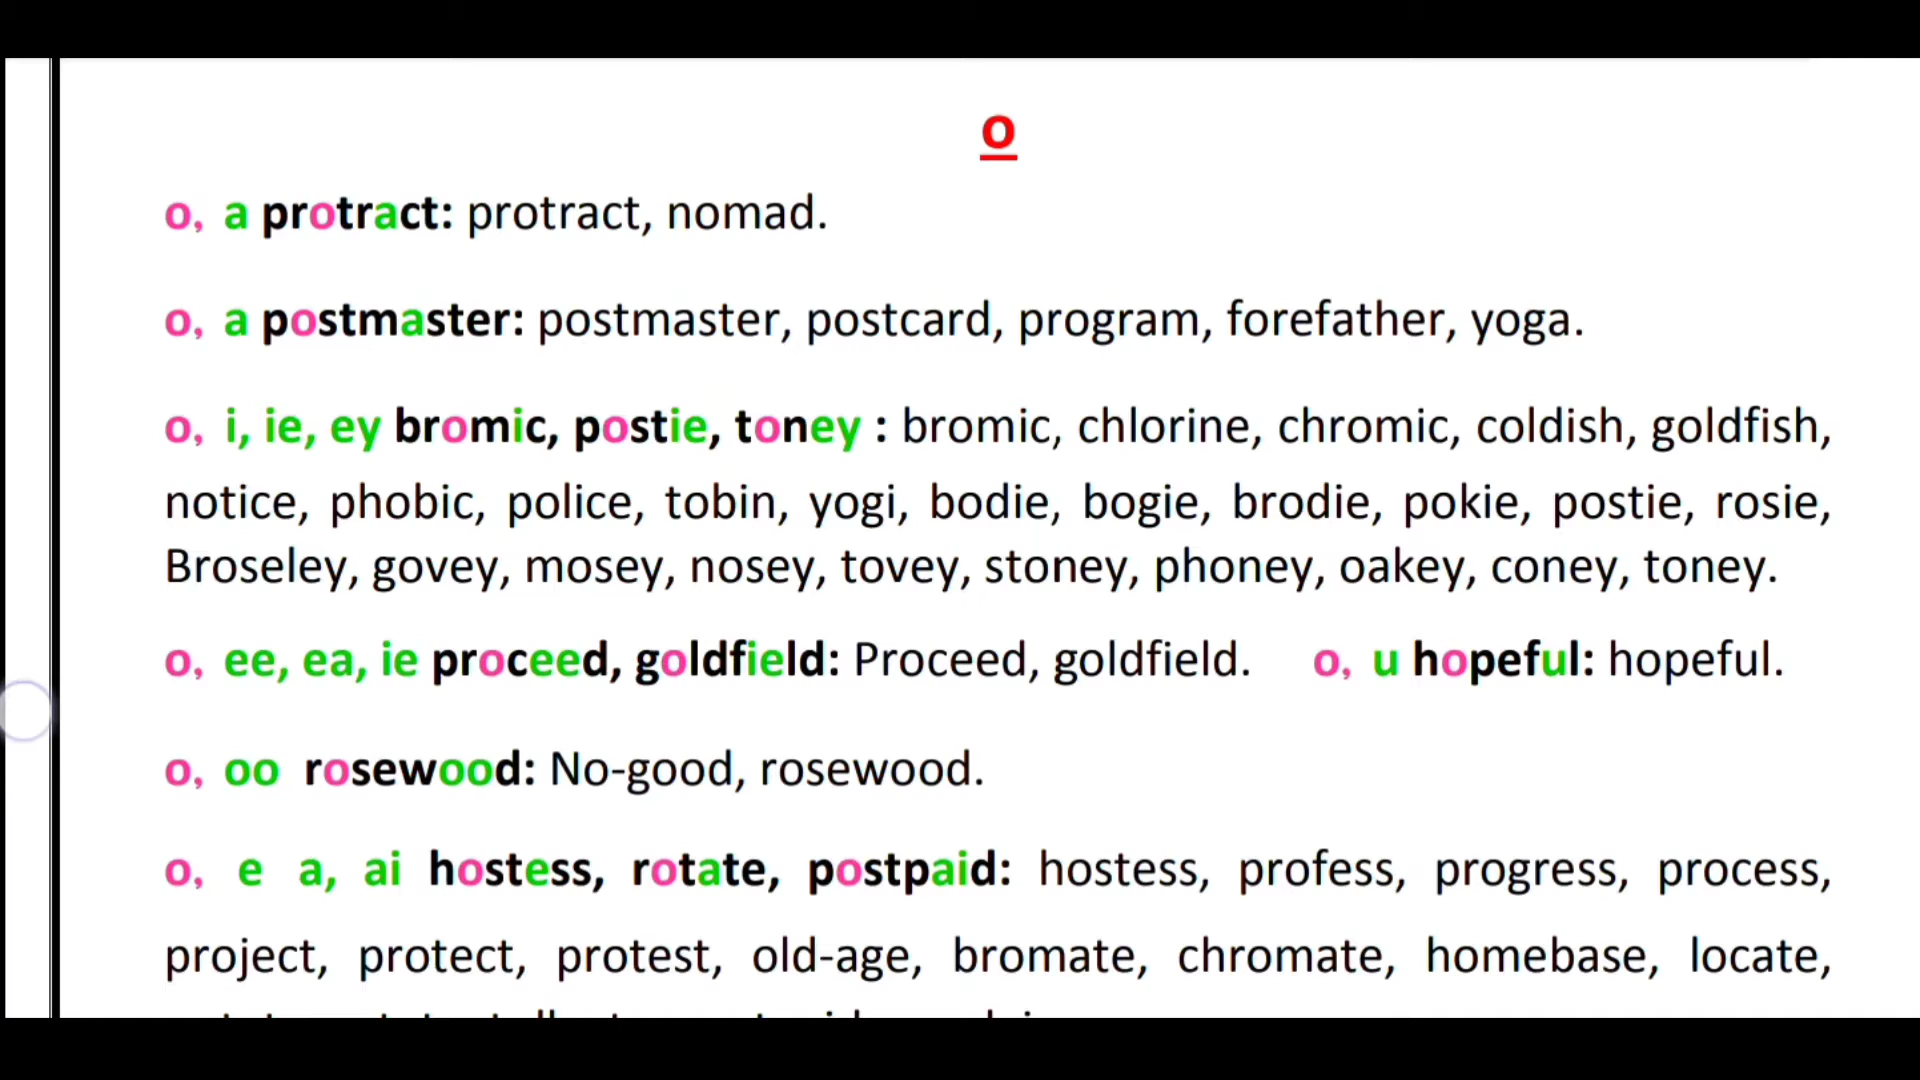 o
o, a protract: protract, nomad.
o, a postmaster: postmaster, postcard, program, forefather, yoga.
o, i, ie, ey bromic, postie, toney : bromic, chlorine, chromic, coldish, goldfish,
notice, phobic, police, tobin, yogi, bodie, bogie, brodie, pokie, postie, rosie,
Broseley, govey, mosey, nosey, tovey, stoney, phoney, oakey, coney, toney.
o, ee, ea, ie proceed, goldfield: Proceed, goldfield. o, u hopeful: hopeful.
o, oo rosewood: No-good, rosewood.
o, e a, ai hostess, rotate, postpaid: hostess, profess, progress, process,
project, protect, protest, old-age, bromate, chromate, homebase, locate,